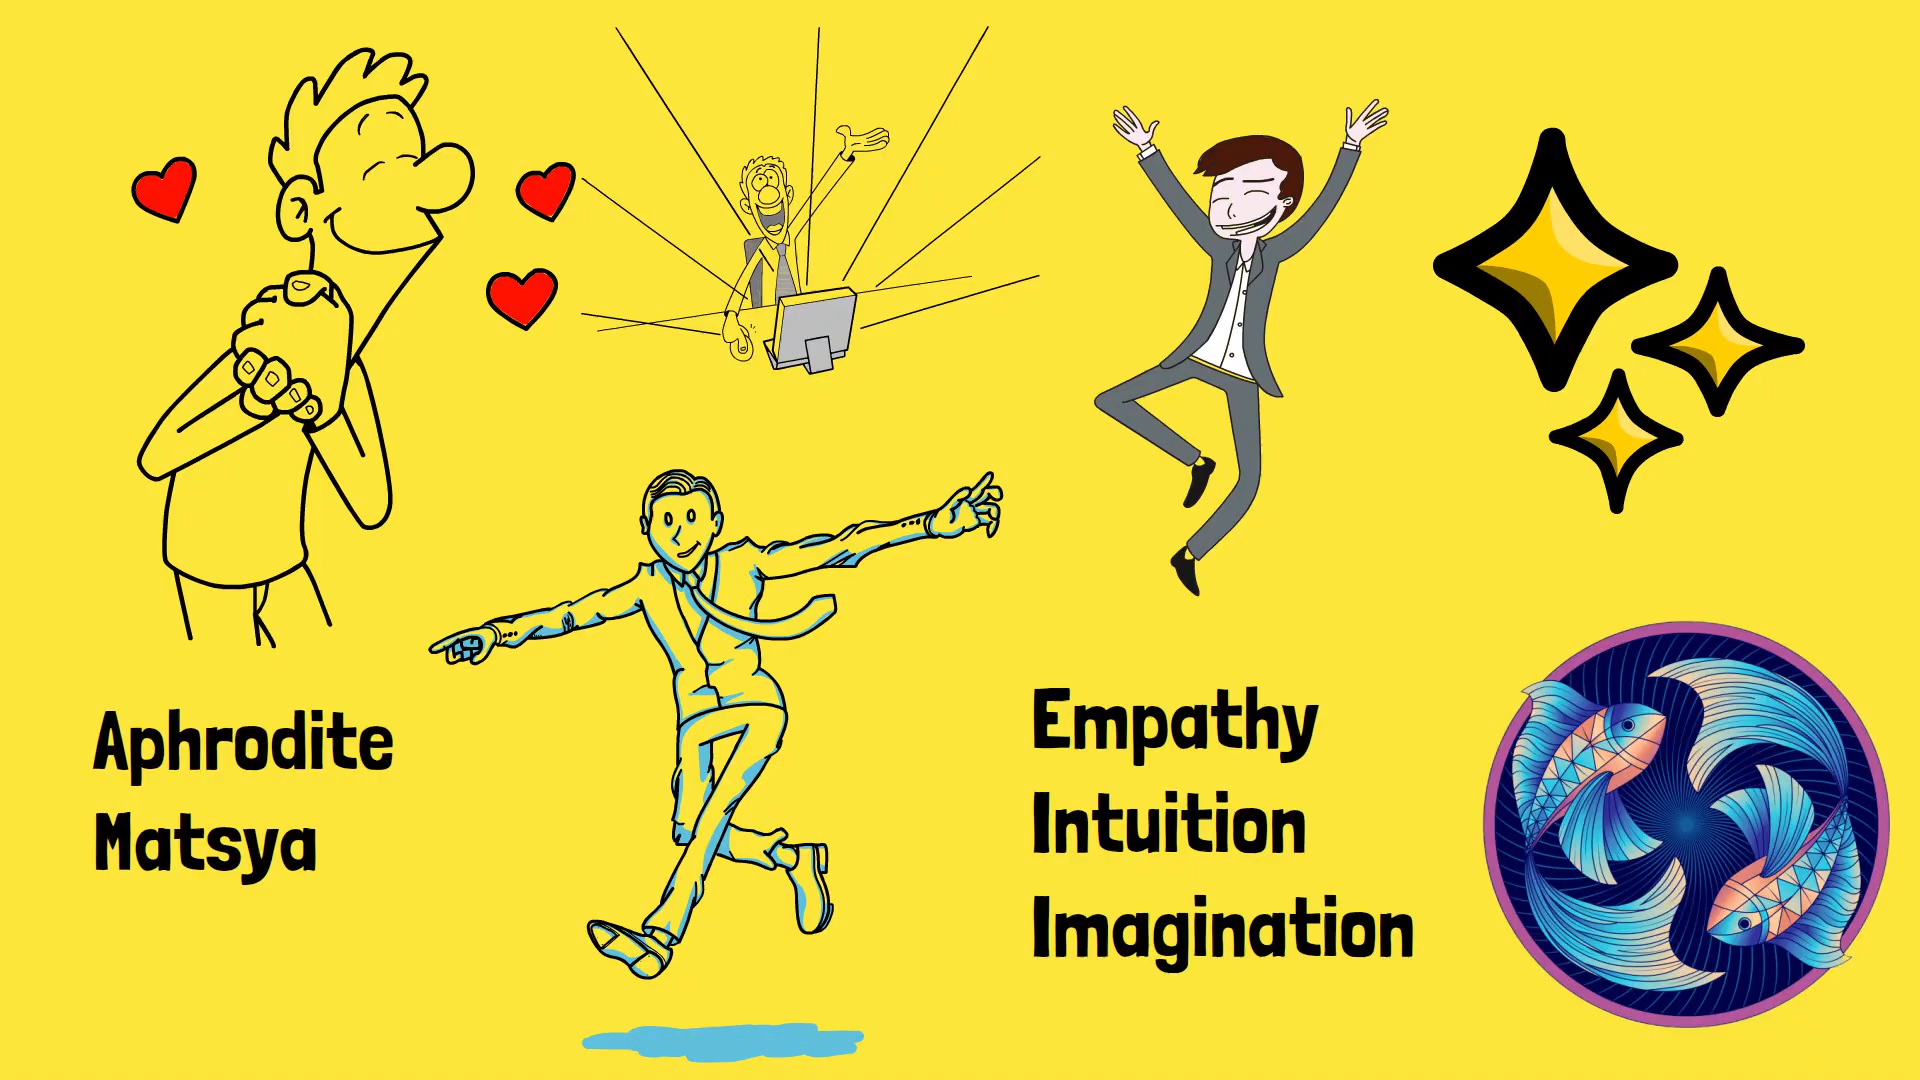 Aphrodite
Matsya
Empathy
Intuition
Imagination